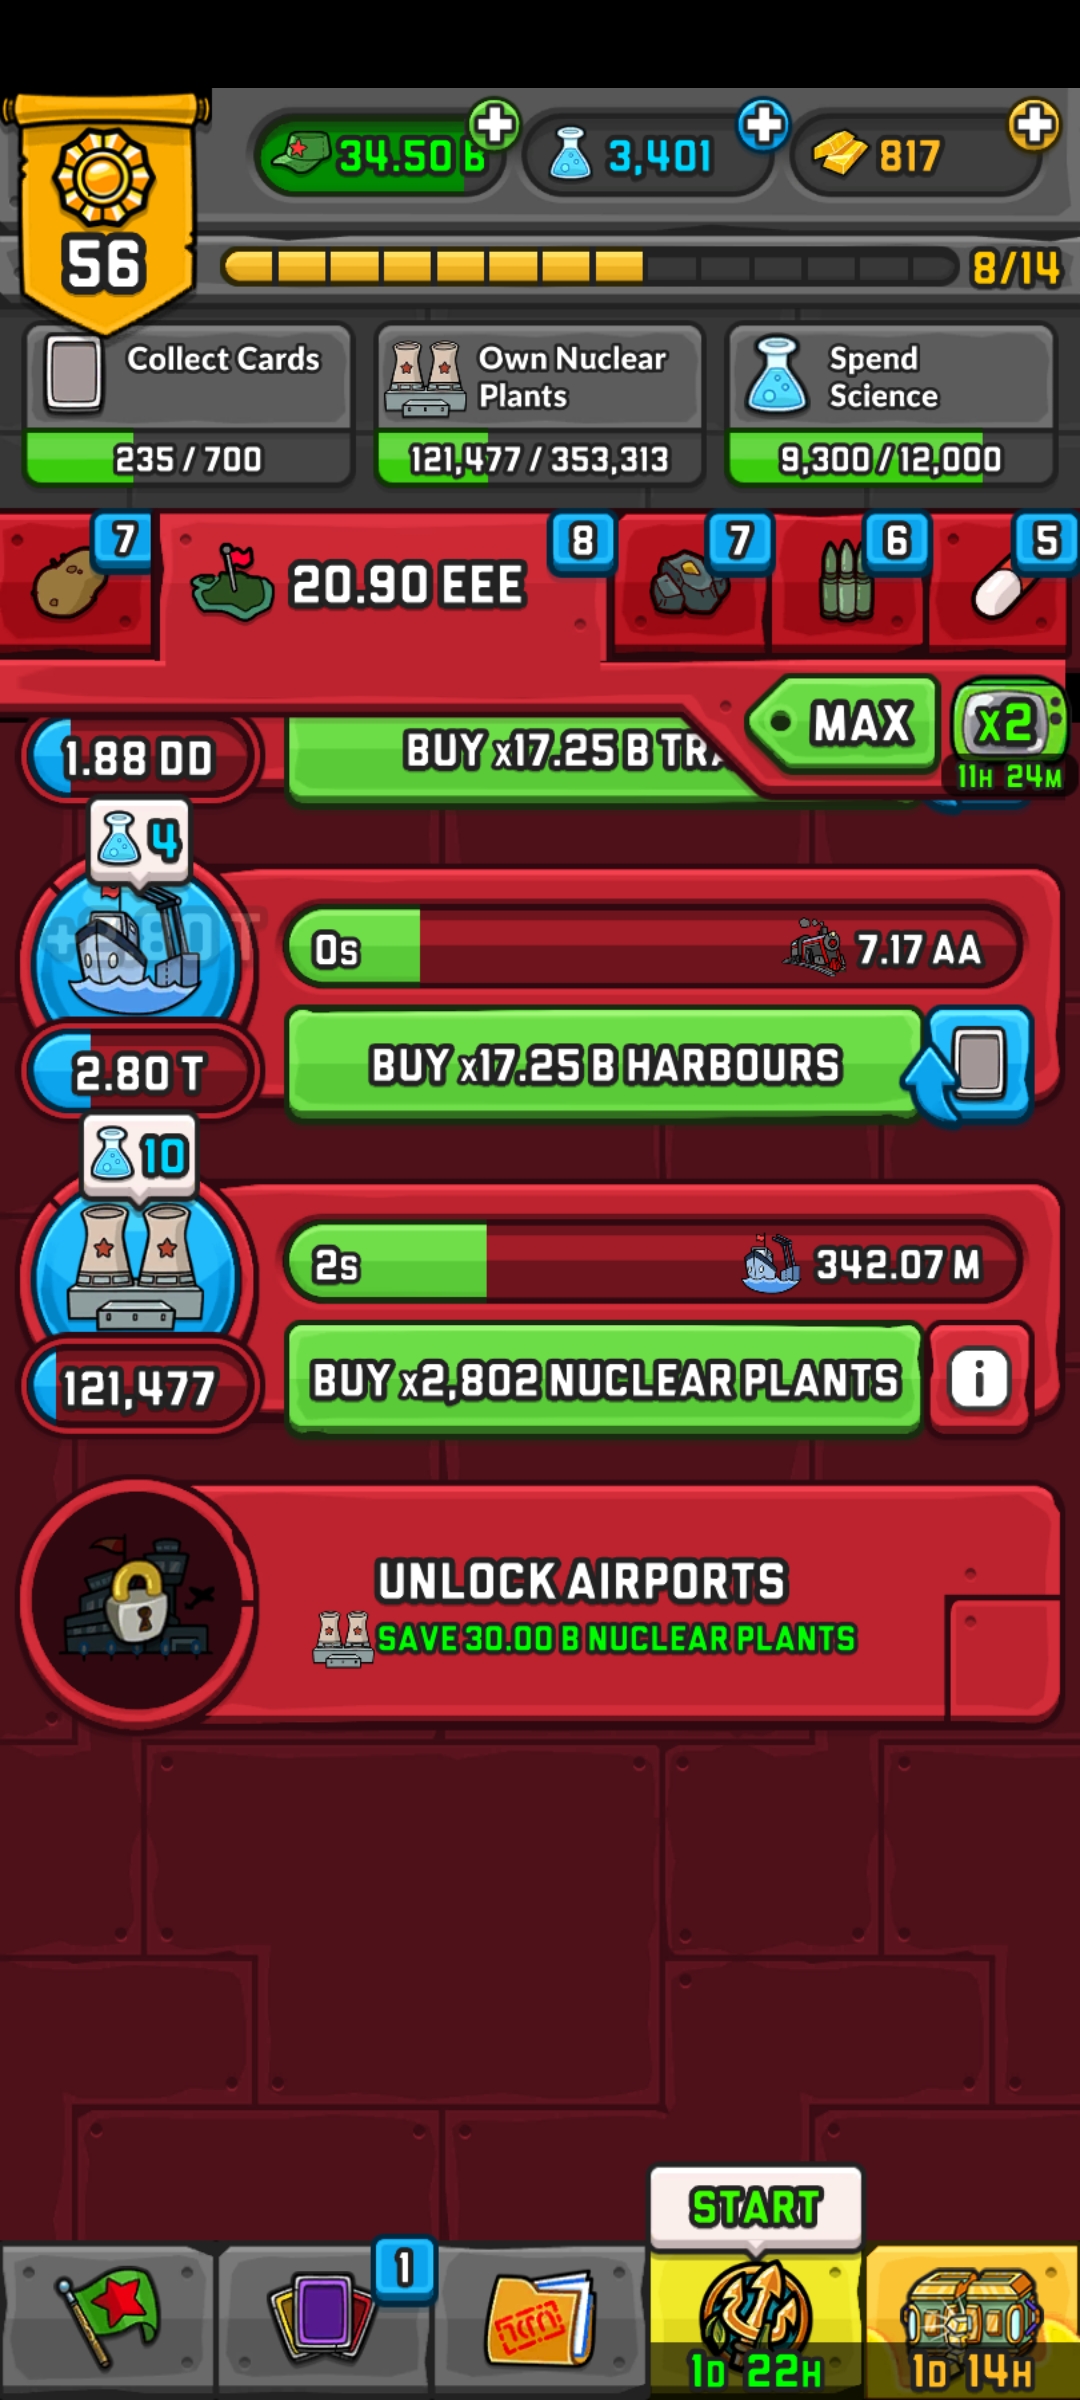 56
34.50 B
3,401
817
8/14
Collect Cards
235 / 700
Own Nuclear
Plants
121,477 / 353,313
Spend
Science
9,300 / 12,000
7
20.90 EEE
8
7
6
5
MAX
x2
11H 24M
1.88 DD
BUY x17.25 B
4
0s
7.17 AA
2.80 T
BUY x17.25 B HARBOURS
10
2s
342.07 M
121,477
BUY x2,802 NUCLEAR PLANTS
i
UNLOCK AIRPORTS
SAVE 30.00 B NUCLEAR PLANTS
START
1
1D 22H
1D 14H